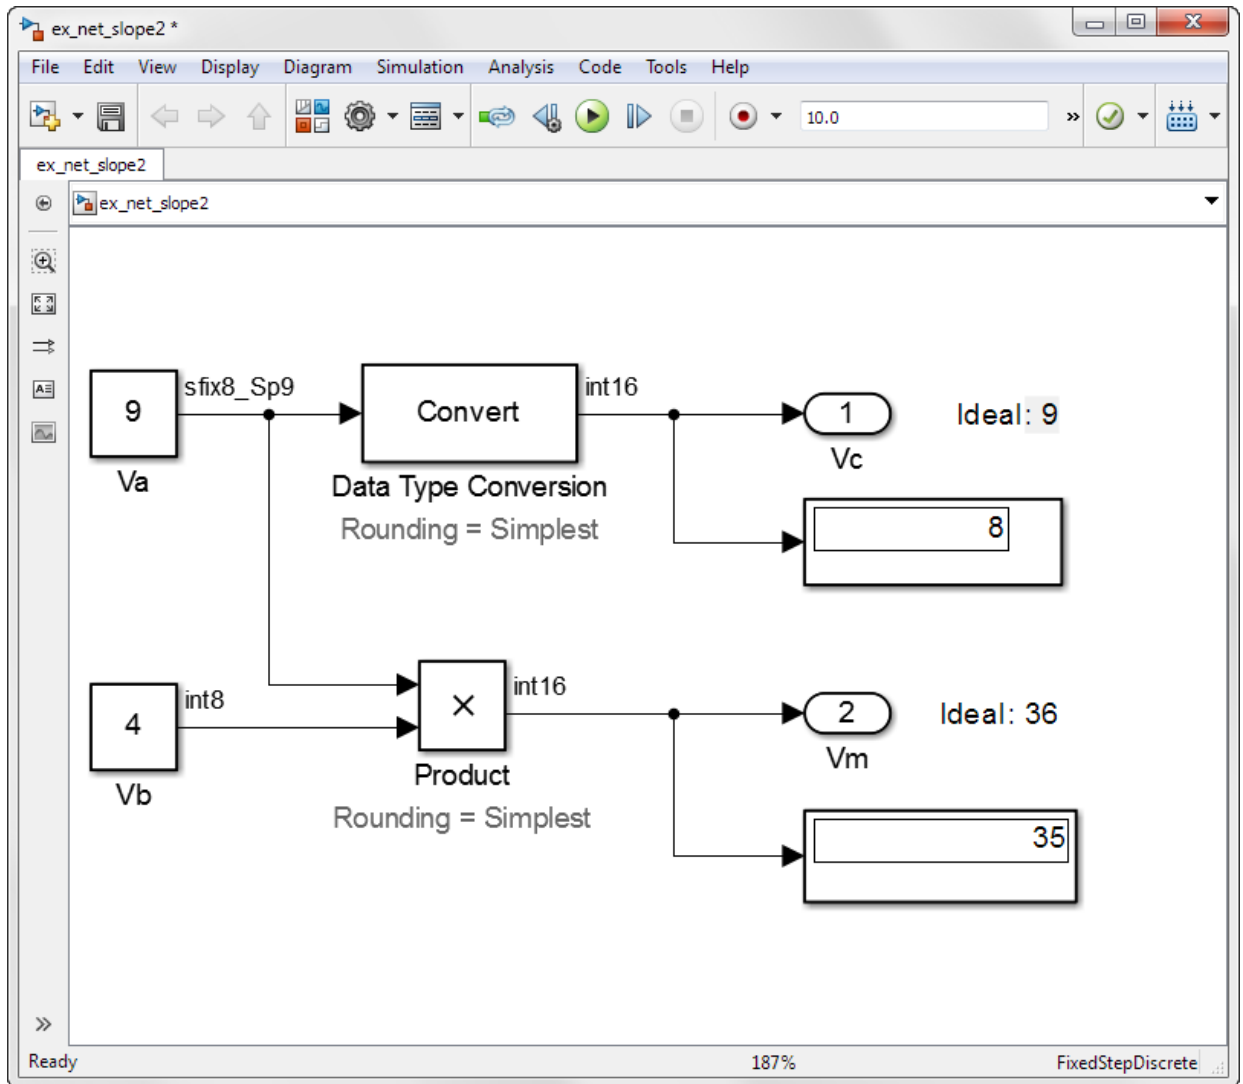 ex_net_slope2 *
File Edit View Display Diagram Simulation Analysis Code Tools Help
10.0
ex_net_slope2
ex_net_slope2
9
sfix8_Sp9
Convert
int16
1
Ideal: 9
Va
Vc
Data Type Conversion
Rounding = Simplest
8
4
int8
×
int16
2
Ideal: 36
Vb
Product
Vm
Rounding = Simplest
35
Ready 187% FixedStepDiscrete